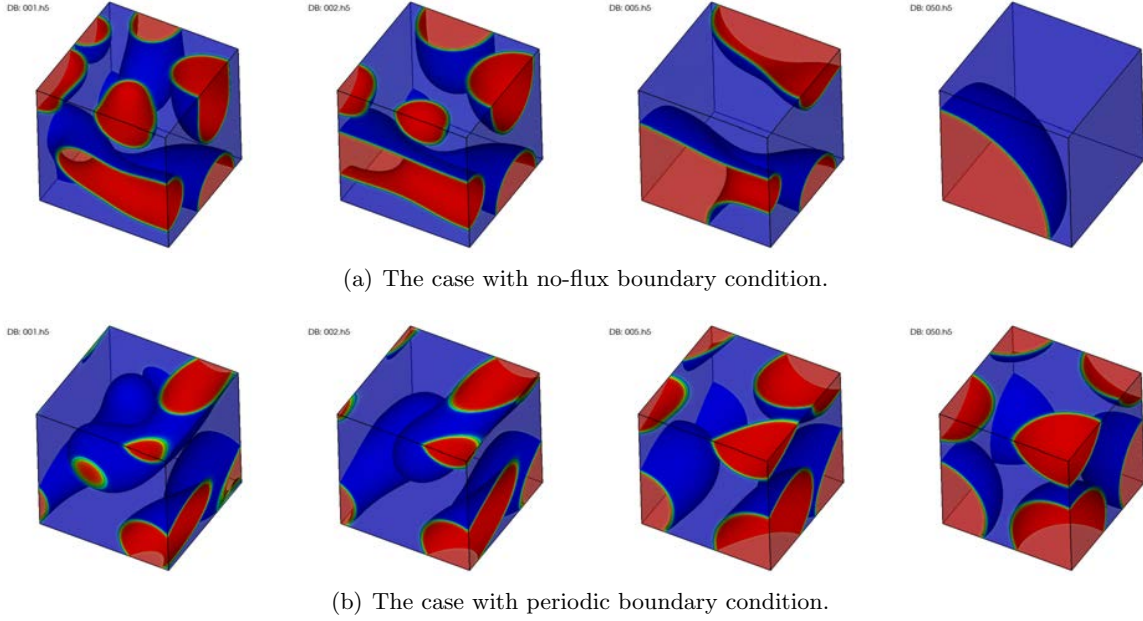 DB: 001.h5
DB: 002.h5
DB: 005.h5
DB: 050.h5
(a) The case with no-flux boundary condition.
DB: 001.h5
DB: 002.h5
DB: 005.h5
DB: 050.h5
(b) The case with periodic boundary condition.